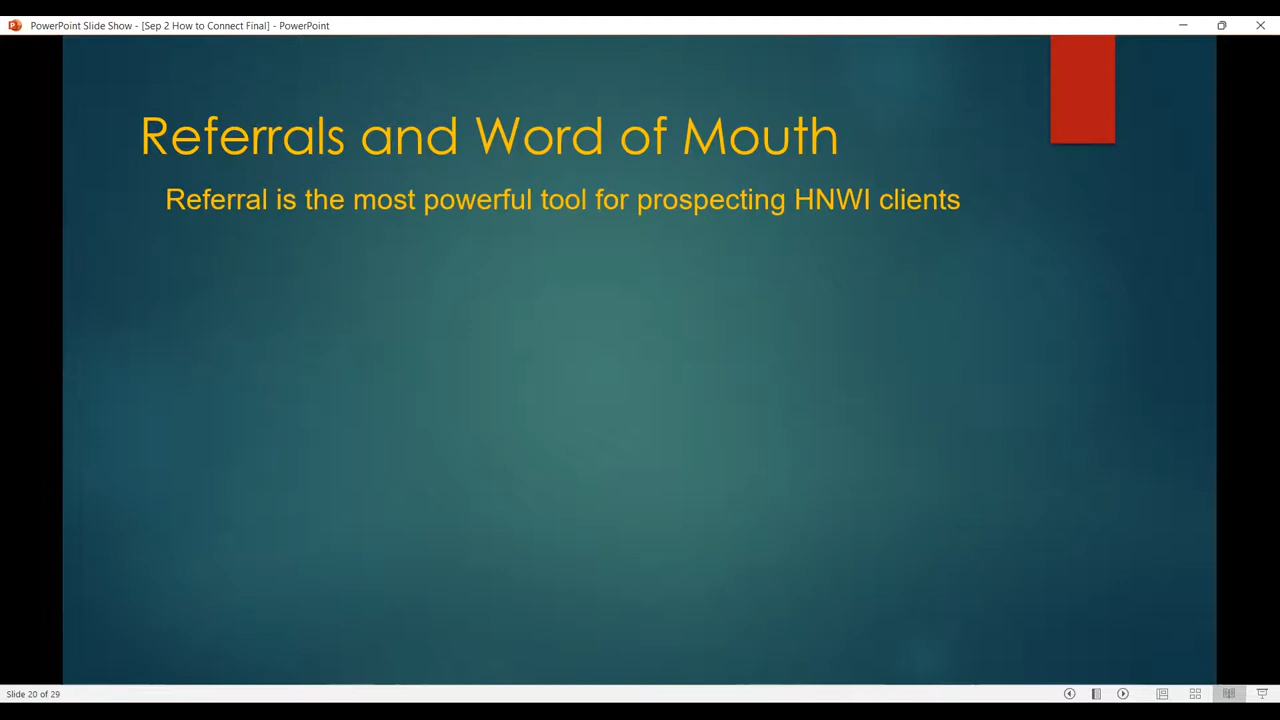 PowerPoint Slide Show - [Sep 2 How to Connect Final] - PowerPoint
Referrals and Word of Mouth
Referral is the most powerful tool for prospecting HNWI clients
Slide 20 of 29